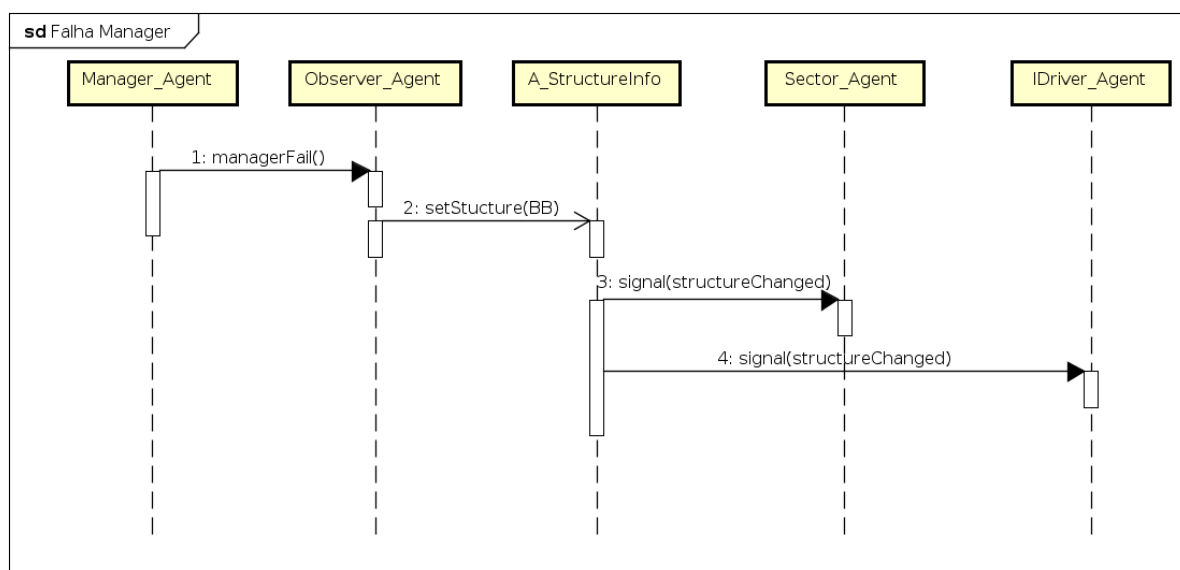 sd Falha Manager
Manager_Agent
Observer_Agent
A_StructureInfo
Sector_Agent
IDriver_Agent
1: managerFail()
2: setStucture(BB)
3: signal(structureChanged)
4: signal(structureChanged)